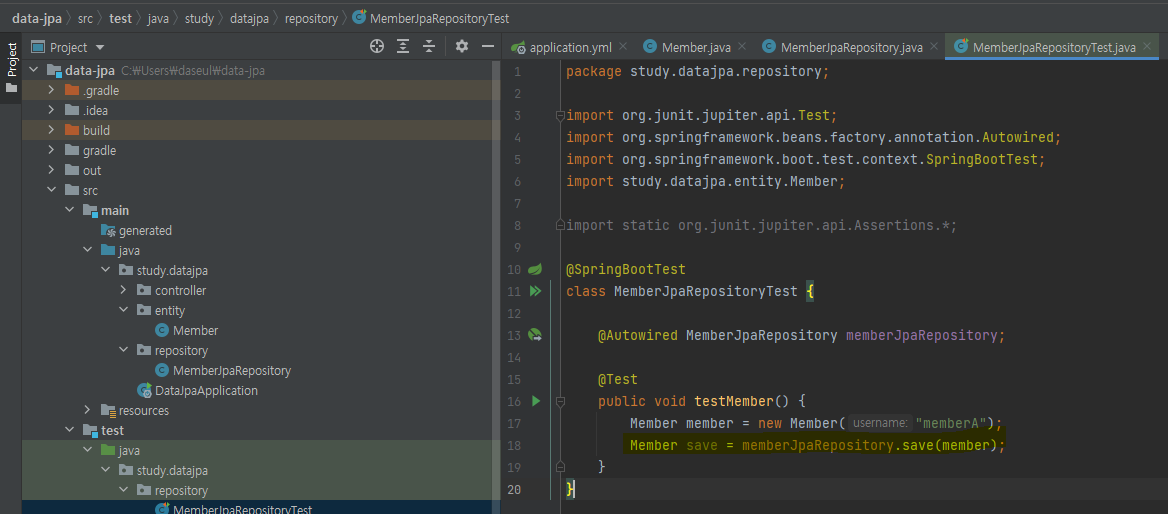 data-jpa 〉 src 〉 test 〉 java 〉 study 〉 datajpa 〉 repository 〉 MemberJpaRepositoryTest
Project
Project
application.yml
Member.java
MemberJpaRepository.java
MemberJpaRepositoryTest.java
data-jpa C:₩Users₩daseul₩data-jpa
.gradle
.idea
build
gradle
out
src
main
generated
java
study.datajpa
controller
entity
Member
repository
MemberJpaRepository
DataJpaApplication
resources
test
java
study.datajpa
repository
MemberJpaRepositoryTest
1 package study.datajpa.repository;
2
3 import org.junit.jupiter.api.Test;
4 import org.springframework.beans.factory.annotation.Autowired;
5 import org.springframework.boot.test.context.SpringBootTest;
6 import study.datajpa.entity.Member;
7
8 import static org.junit.jupiter.api.Assertions.*;
9
10 @SpringBootTest
11 class MemberJpaRepositoryTest {
12
13 @Autowired MemberJpaRepository memberJpaRepository;
14
15 @Test
16 public void testMember() {
17 Member member = new Member( username: "memberA");
18 Member save = memberJpaRepository.save(member);
19 }
20 }